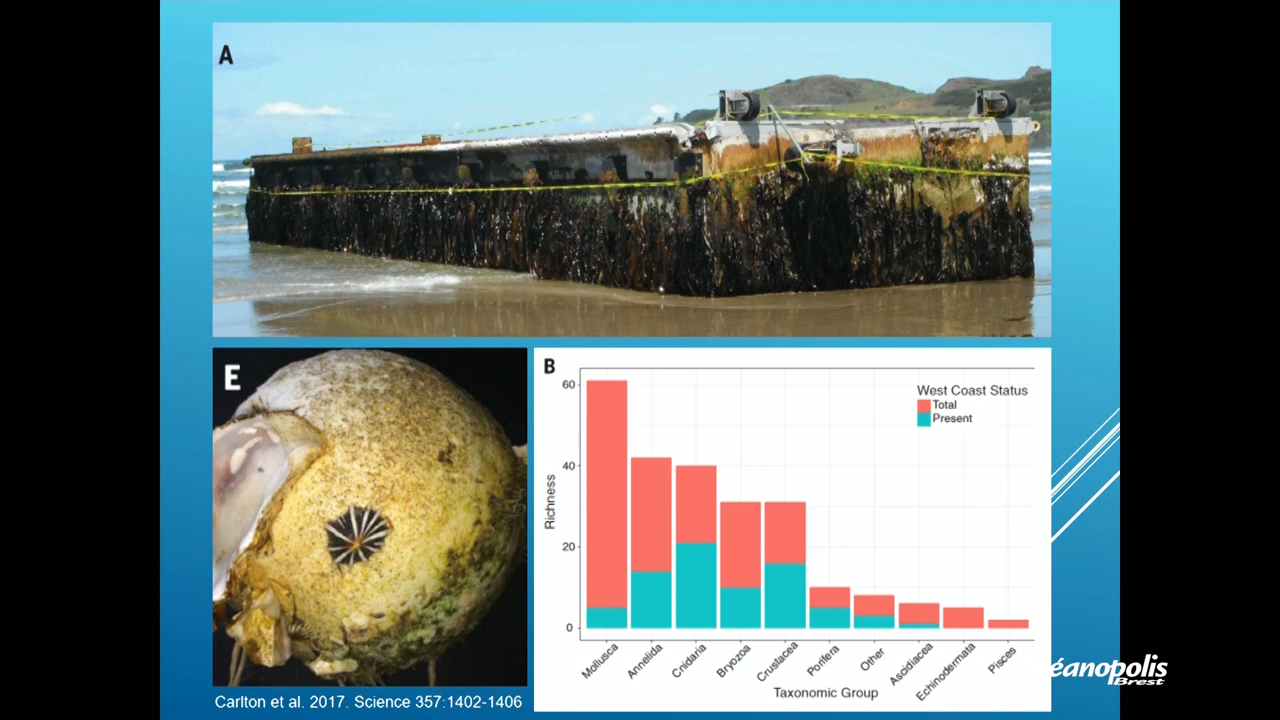 A
E
B
West Coast Status
Total
Present
60
40
20
0
Richness
Mollusca
Annelida
Cnidaria
Bryozoa
Crustacea
Porifera
Other
Ascidiacea
Echinodermata
Pisces
Taxonomic Group
Carlton et al. 2017. Science 357:1402-1406
éanopolis
Brest